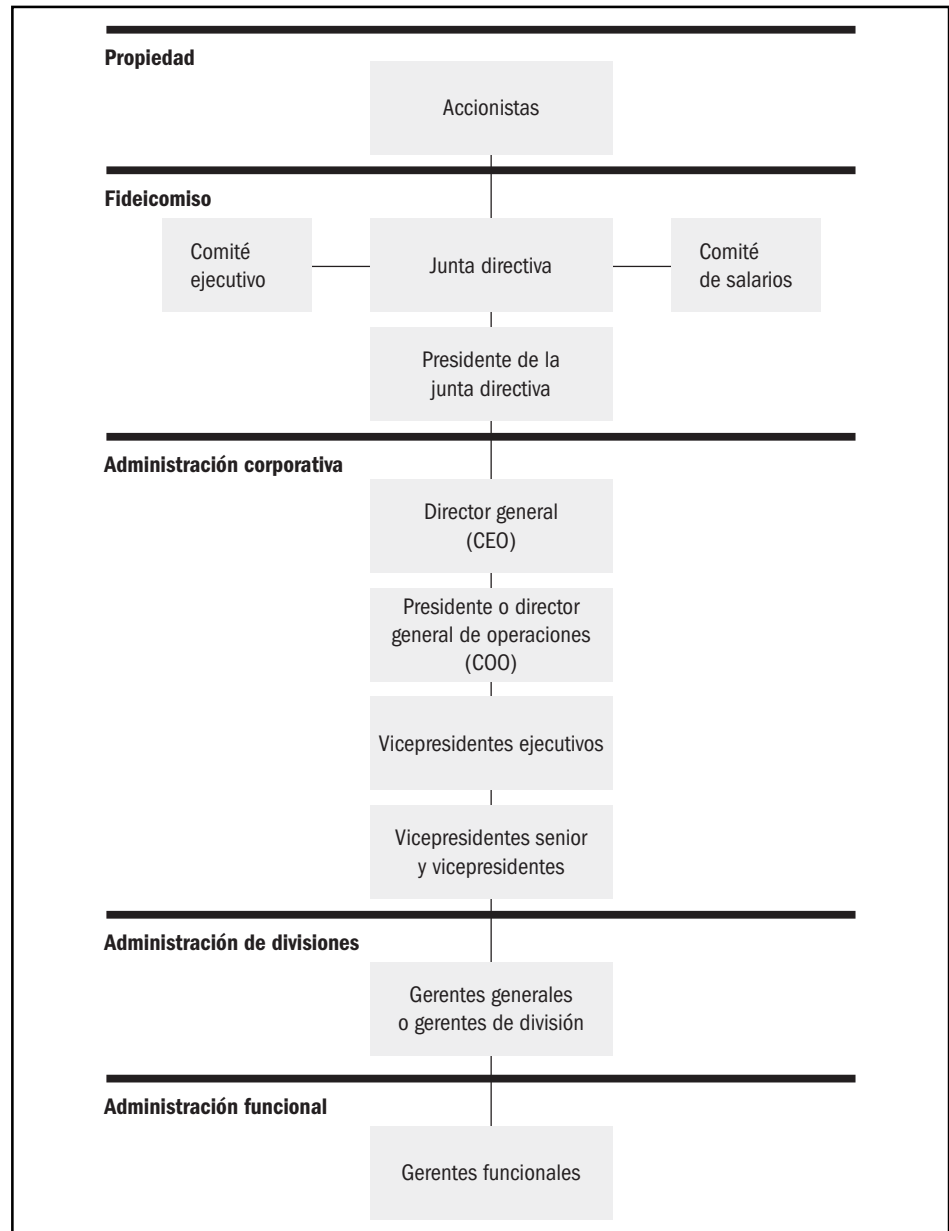 Propiedad
Accionistas
Fideicomiso
Comité
ejecutivo
Junta directiva
Comité
de salarios
Presidente de la
junta directiva
Administración corporativa
Director general
(CEO)
Presidente o director
general de operaciones
(COO)
Vicepresidentes ejecutivos
Vicepresidentes senior
y vicepresidentes
Administración de divisiones
Gerentes generales
o gerentes de división
Administración funcional
Gerentes funcionales